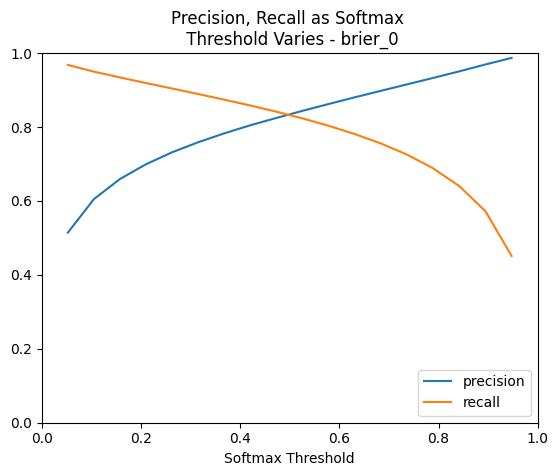 Precision, Recall as Softmax
Threshold Varies - brier_0
1.0
0.8
0.6
0.4
0.2
0.0
0.0 0.2 0.4 0.6 0.8 1.0
Softmax Threshold
precision
recall